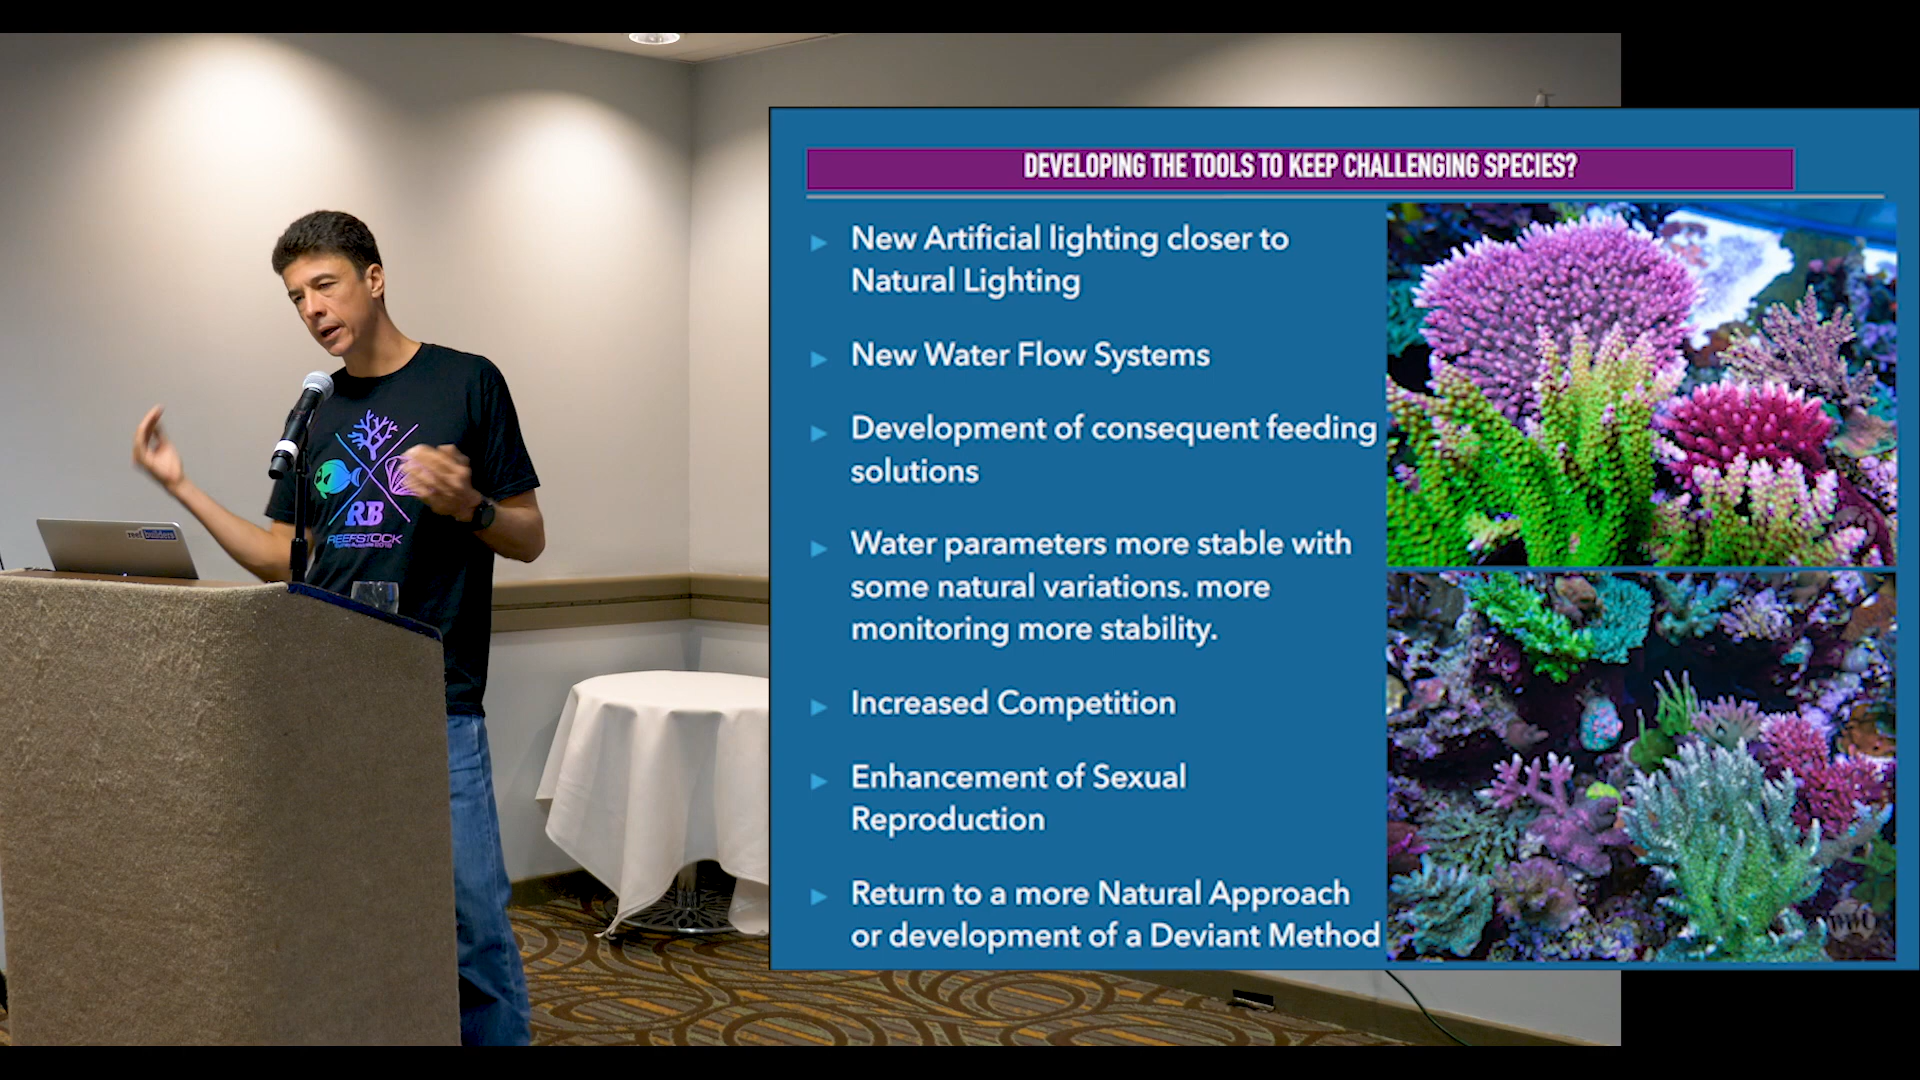 DEVELOPING THE TOOLS TO KEEP CHALLENGING SPECIES?
New Artificial lighting closer to
Natural Lighting
New Water Flow Systems
Development of consequent feeding
solutions
Water parameters more stable with
some natural variations. more
monitoring more stability.
Increased Competition
Enhancement of Sexual
Reproduction
Return to a more Natural Approach
or development of a Deviant Method
RB
REEFSTOCK
reef builders